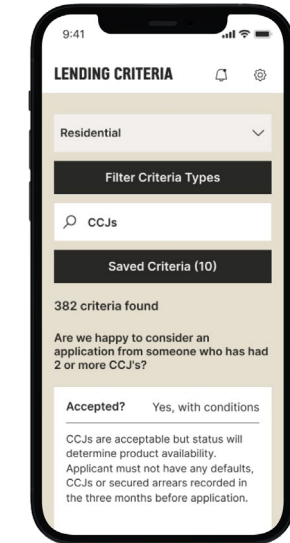 9:41
LENDING CRITERIA
Residential
Filter Criteria Types
CCJs
Saved Criteria (10)
382 criteria found
Are we happy to consider an
application from someone who has had
2 or more CCJ's?
Accepted? Yes, with conditions
CCJs are acceptable but status will
determine product availability.
Applicant must not have any defaults,
CCJs or secured arrears recorded in
the three months before application.